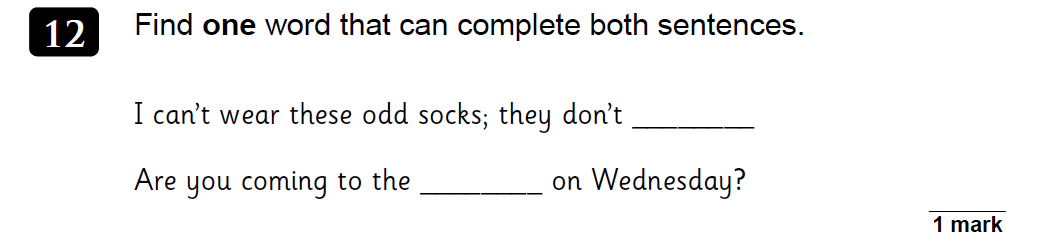 12 Find one word that can complete both sentences.
I can't wear these odd socks; they don't ________
Are you coming to the ________ on Wednesday?
1 mark